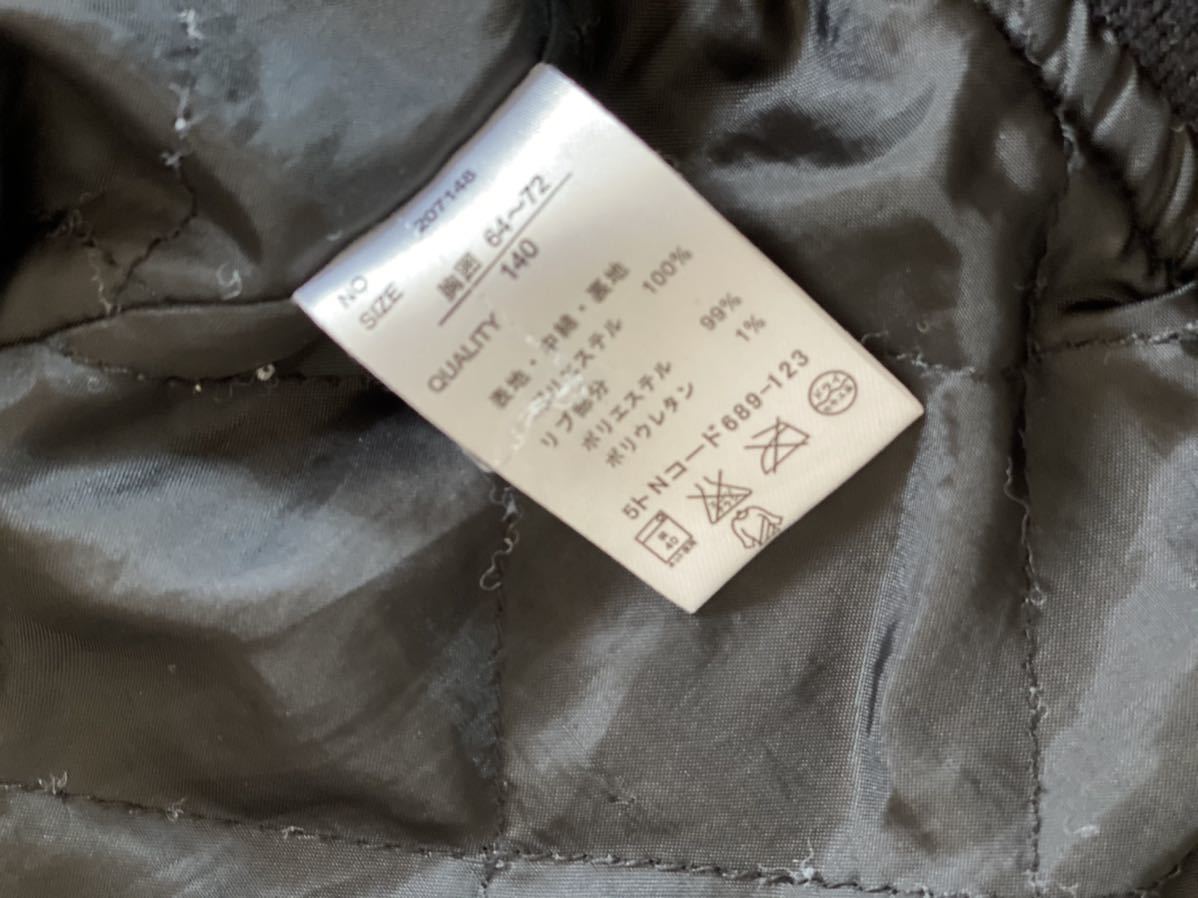 NO 207148
SIZE 胸囲 64〜72
140
QUALITY
表地・中綿・裏地
ポリエステル 100%
リブ部分
ポリエステル 99%
ポリウレタン 1%
5トNコード689-123
40